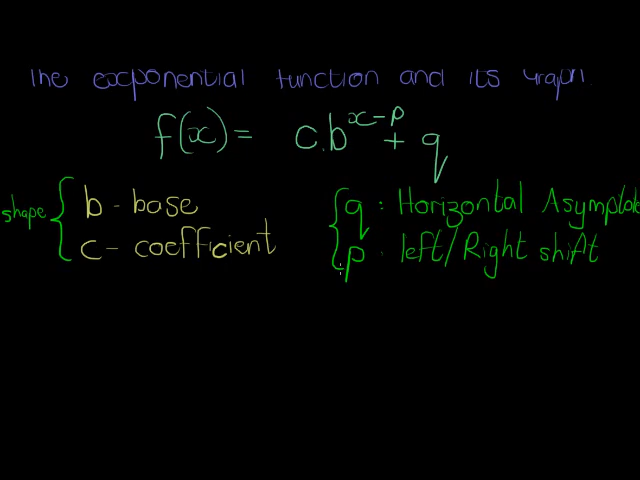 The exponential function and its Graph.
f(x) = c.b^(x-p) + q
shape { b - base
c - coefficient
{ q : Horizontal Asymptote
p : left/Right shift